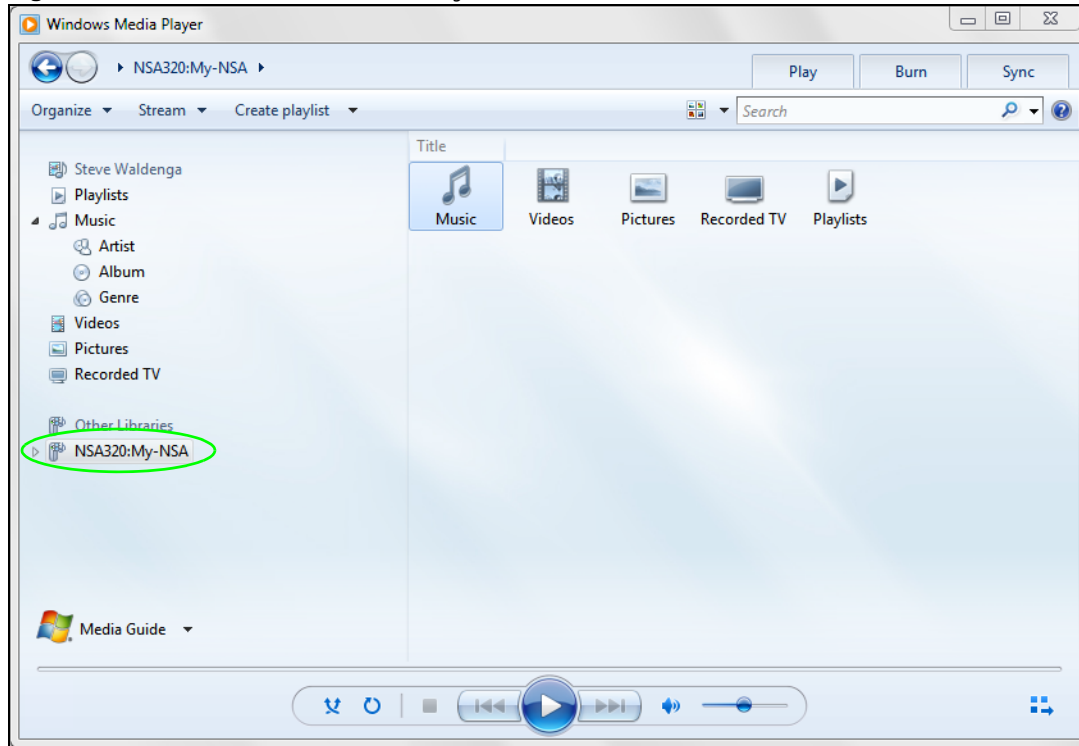 Windows Media Player
NSA320:My-NSA
Play Burn Sync
Organize Stream Create playlist Search
Title
Steve Waldenga
Playlists
Music
Artist
Album
Genre
Videos
Pictures
Recorded TV
Other Libraries
NSA320:My-NSA
Music Videos Pictures Recorded TV Playlists
Media Guide